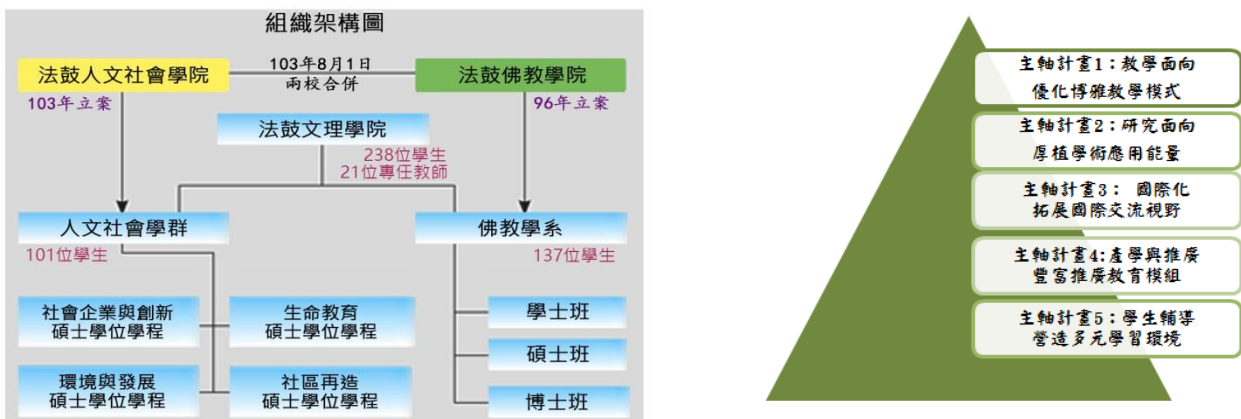 組織架構圖
法鼓人文社會學院
103年8月1日
兩校合併
法鼓佛教學院
103年立案
96年立案
法鼓文理學院
238位學生
21位專任教師
人文社會學群
佛教學系
101位學生
137位學生
社會企業與創新
碩士學位學程
生命教育
碩士學位學程
環境與發展
碩士學位學程
社區再造
碩士學位學程
學士班
碩士班
博士班
主軸計畫1：教學面向
優化博雅教學模式
主軸計畫2：研究面向
厚植學術應用能量
主軸計畫3： 國際化
拓展國際交流視野
主軸計畫4:產學與推廣
豐富推廣教育模組
主軸計畫5：學生輔導
營造多元學習環境